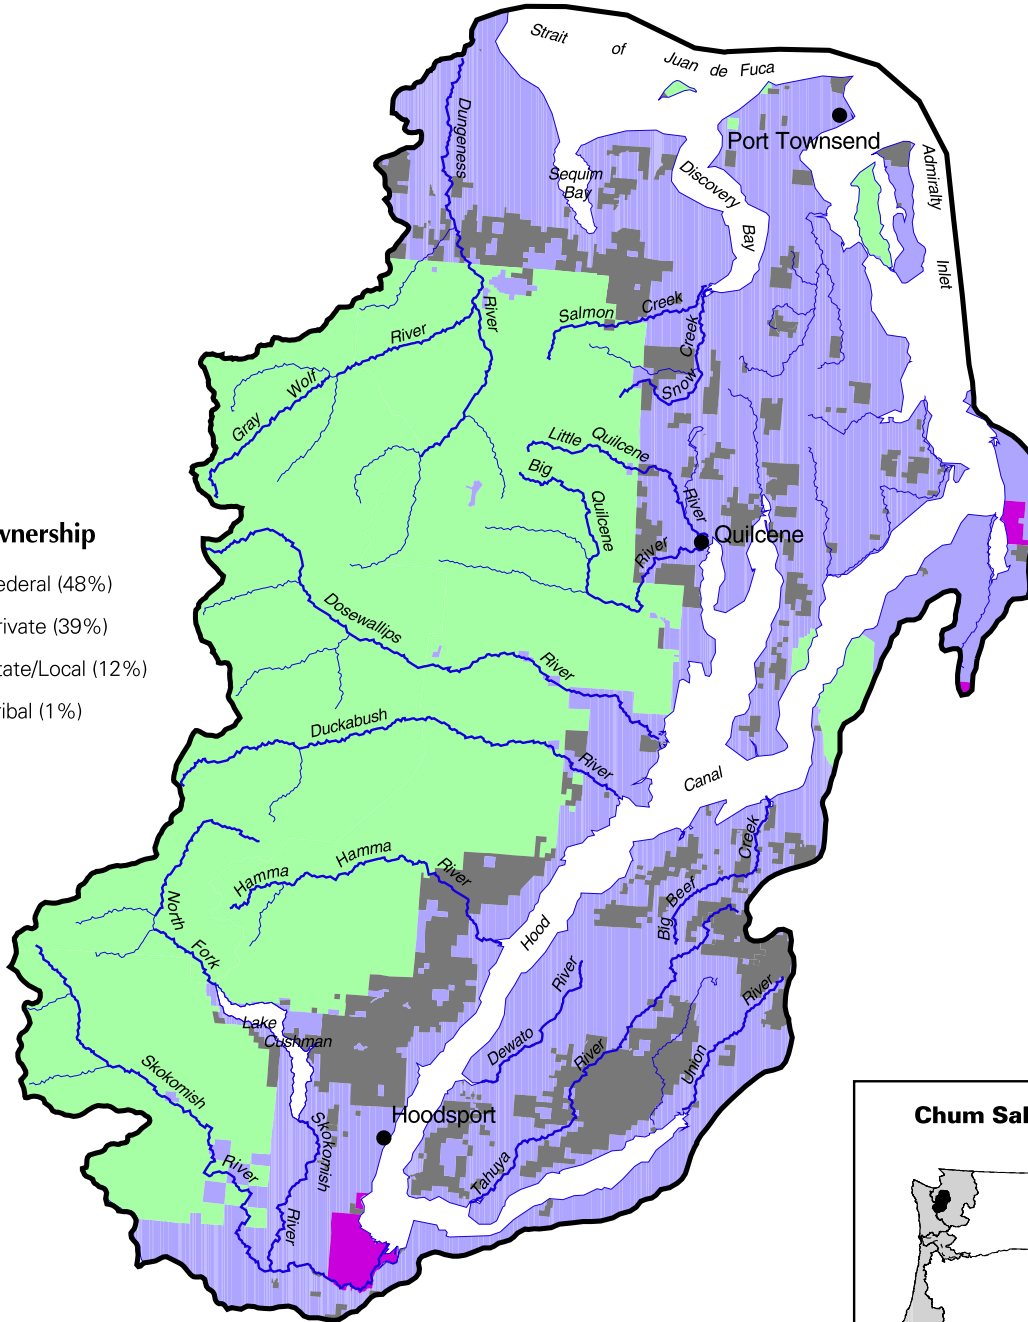 Strait of Juan de Fuca
Port Townsend
Admiralty Inlet
Dungeness River
Sequim Bay
Discovery Bay
Salmon Creek
Snow Creek
Gray Wolf River
Little Quilcene River
Big Quilcene River
Quilcene
wnership
ederal (48%)
rivate (39%)
tate/Local (12%)
ribal (1%)
Dosewallips River
Duckabush River
Hamma Hamma River
Hood Canal
Big Beef Creek
North Fork
Lake Cushman
Skokomish River
Skokomish River
Dewato River
Tahuya River
Union River
Hoodsport
Chum Sal